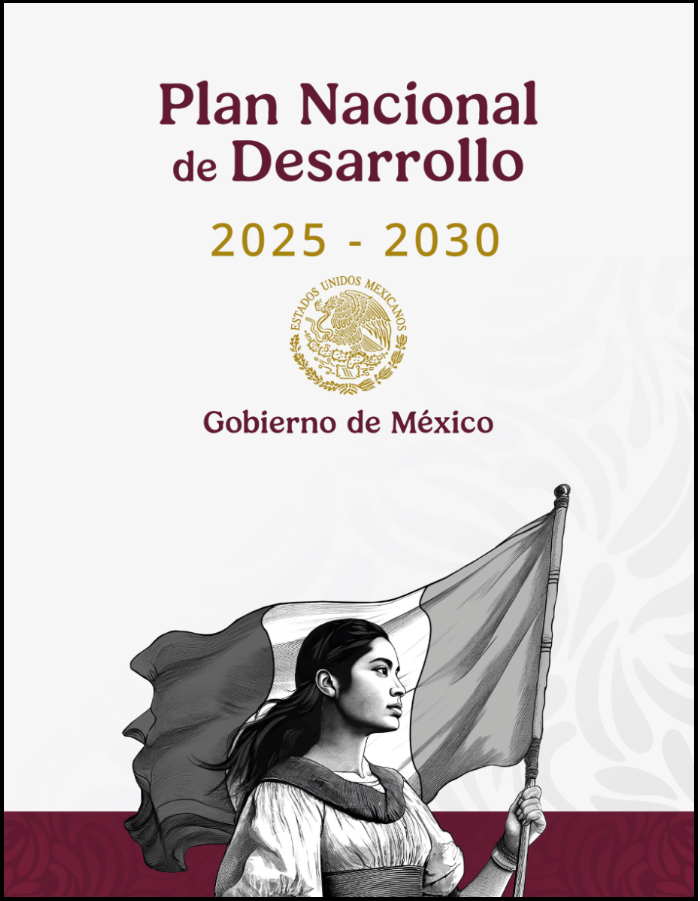 Plan Nacional
de Desarrollo
2025 - 2030
ESTADOS UNIDOS MEXICANOS
Gobierno de México